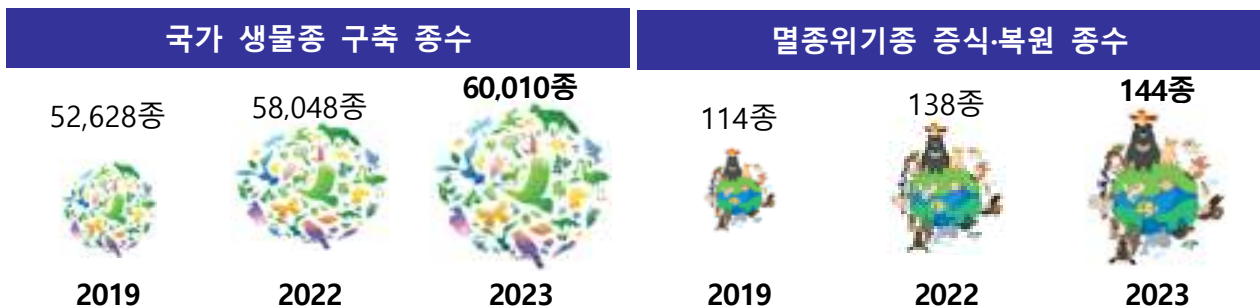 국가 생물종 구축 종수
52,628종
58,048종
60,010종
2019
2022
2023
멸종위기종 증식·복원 종수
114종
138종
144종
2019
2022
2023